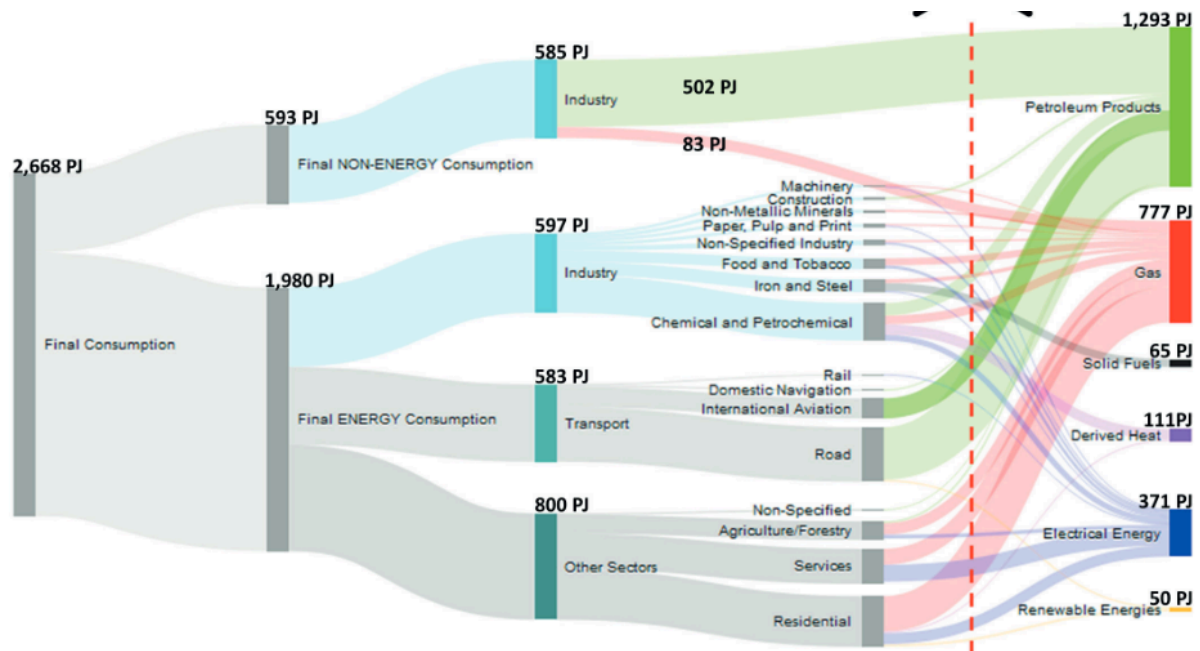 2,668 PJ
Final Consumption
593 PJ
Final NON-ENERGY Consumption
1,980 PJ
Final ENERGY Consumption
585 PJ
Industry
502 PJ
83 PJ
597 PJ
Industry
583 PJ
Transport
800 PJ
Other Sectors
Machinery
Construction
Non-Metallic Minerals
Paper, Pulp and Print
Non-Specified Industry
Food and Tobacco
Iron and Steel
Chemical and Petrochemical
Rail
Domestic Navigation
International Aviation
Road
Non-Specified
Agriculture/Forestry
Services
Residential
1,293 PJ
Petroleum Products
777 PJ
Gas
65 PJ
Solid Fuels
111PJ
Derived Heat
371 PJ
Electrical Energy
50 PJ
Renewable Energies